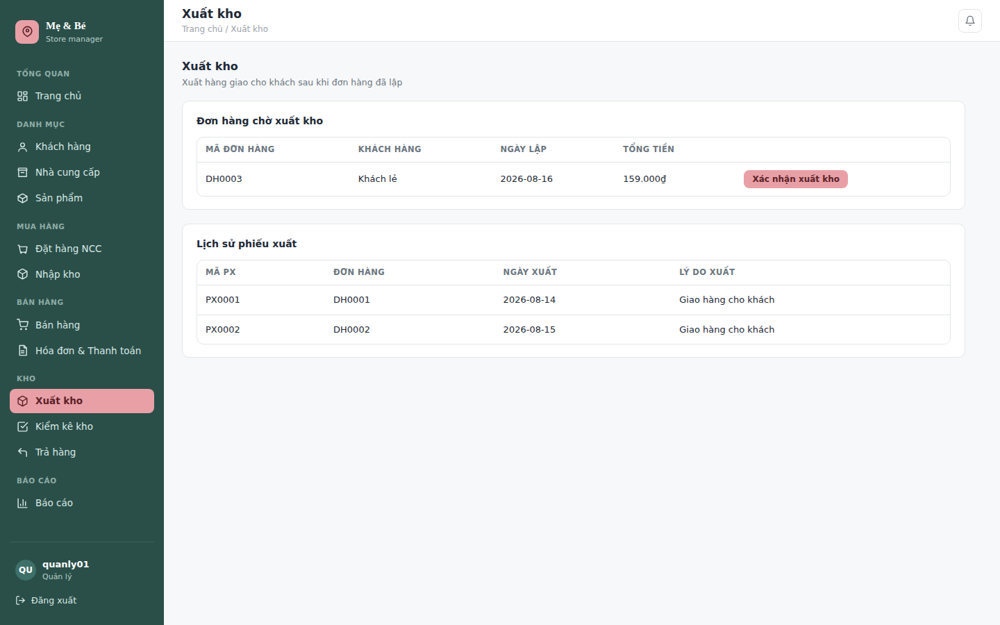 Mẹ & Bé
Store manager
TỔNG QUAN
Trang chủ
DANH MỤC
Khách hàng
Nhà cung cấp
Sản phẩm
MUA HÀNG
Đặt hàng NCC
Nhập kho
BÁN HÀNG
Bán hàng
Hóa đơn & Thanh toán
KHO
Xuất kho
Kiểm kê kho
Trả hàng
BÁO CÁO
Báo cáo
QU
quanly01
Quản lý
Đăng xuất
Xuất kho
Trang chủ / Xuất kho
Xuất kho
Xuất hàng giao cho khách sau khi đơn hàng đã lập
Đơn hàng chờ xuất kho
MÃ ĐƠN HÀNG KHÁCH HÀNG NGÀY LẬP TỔNG TIỀN
DH0003 Khách lẻ 2026-08-16 159.000₫ Xác nhận xuất kho
Lịch sử phiếu xuất
MÃ PX ĐƠN HÀNG NGÀY XUẤT LÝ DO XUẤT
PX0001 DH0001 2026-08-14 Giao hàng cho khách
PX0002 DH0002 2026-08-15 Giao hàng cho khách